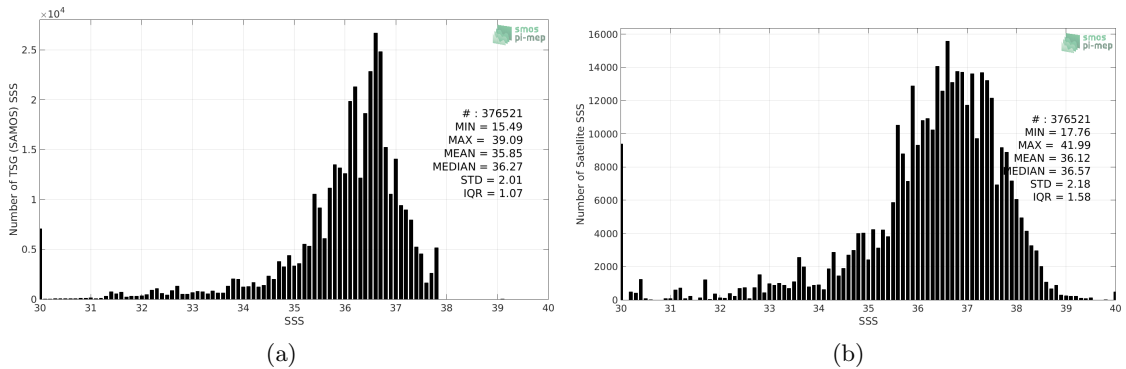 ×10⁴
2.5
2
1.5
1
0.5
0
Number of TSG (SAMOS) SSS
smos
pi-mep
# : 376521
MIN = 15.49
MAX = 39.09
MEAN = 35.85
MEDIAN = 36.27
STD = 2.01
IQR = 1.07
30 31 32 33 34 35 36 37 38 39 40
SSS
(a)
16000
14000
12000
10000
8000
6000
4000
2000
0
Number of Satellite SSS
smos
pi-mep
# : 376521
MIN = 17.76
MAX = 41.99
MEAN = 36.12
MEDIAN = 36.57
STD = 2.18
IQR = 1.58
30 31 32 33 34 35 36 37 38 39 40
SSS
(b)